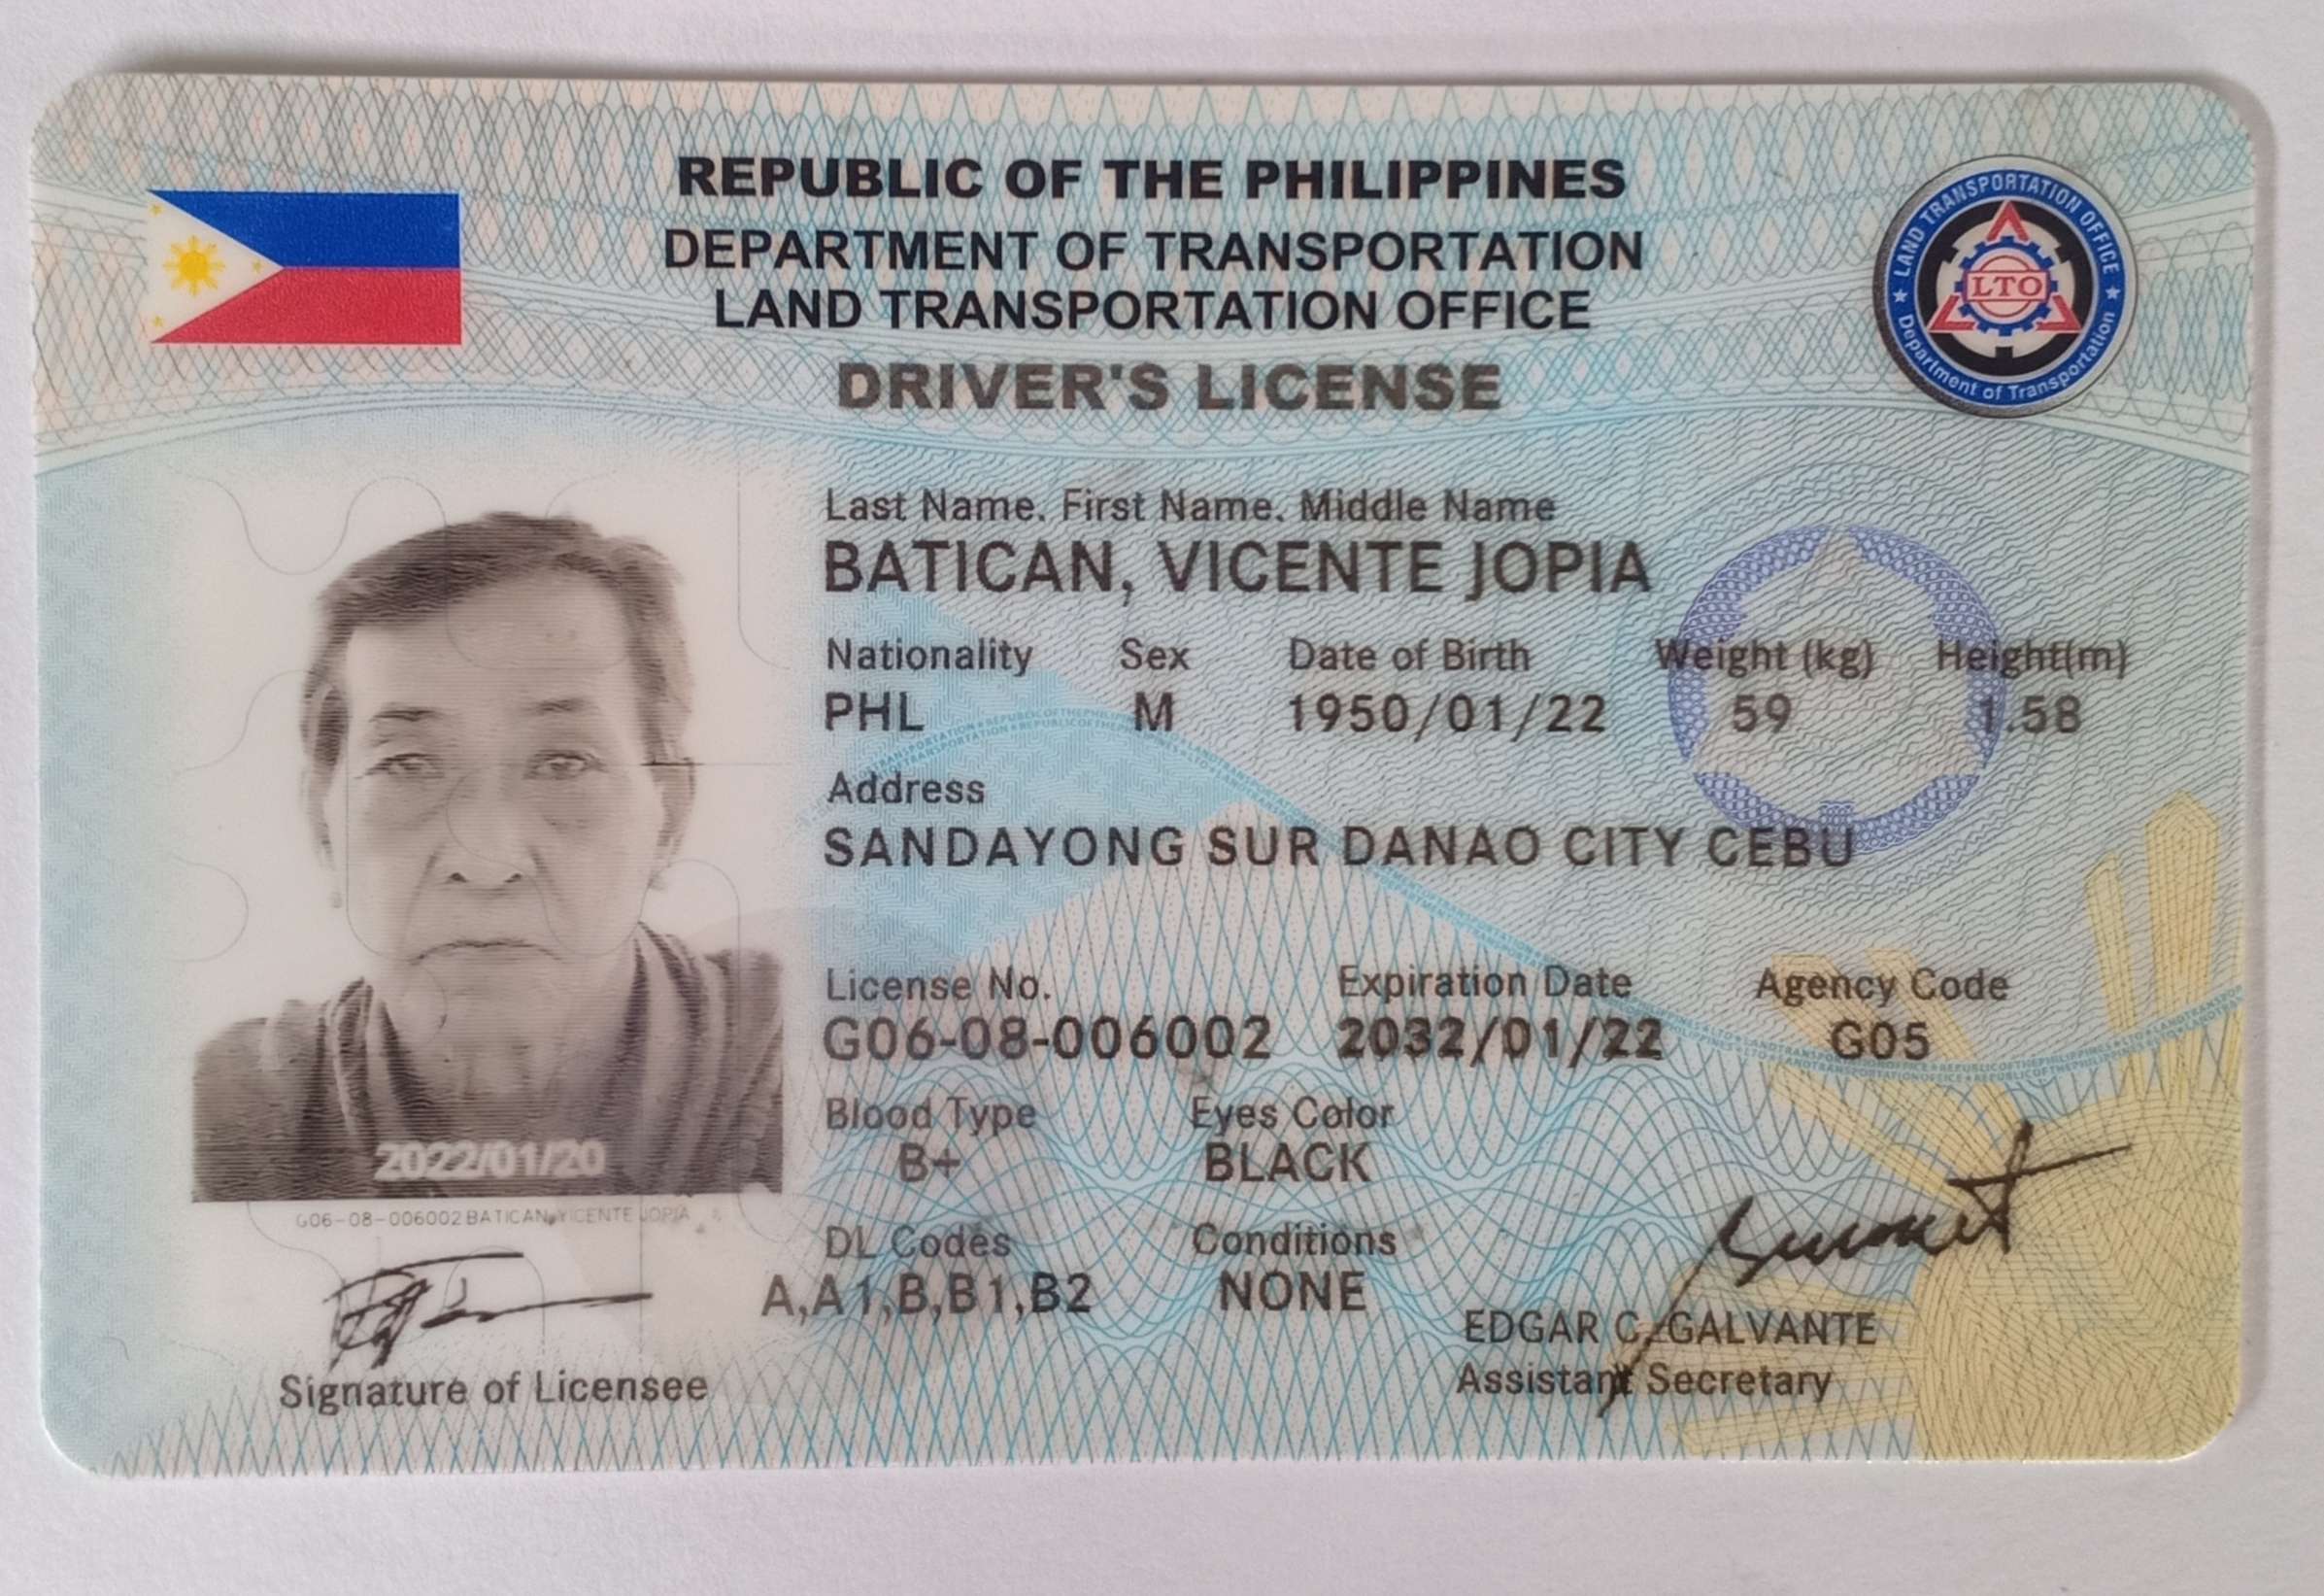 REPUBLIC OF THE PHILIPPINES
DEPARTMENT OF TRANSPORTATION
LAND TRANSPORTATION OFFICE
DRIVER'S LICENSE
LAND TRANSPORTATION OFFICE
LTO
Department of Transportation
Last Name. First Name. Middle Name
BATICAN, VICENTE JOPIA
Nationality Sex Date of Birth Weight (kg) Height(m)
PHL M 1950/01/22 59 1.58
Address
SANDAYONG SUR DANAO CITY CEBU
License No. Expiration Date Agency Code
G06-08-006002 2032/01/22 G05
Blood Type Eyes Color
B+ BLACK
2022/01/20
G06-08-006002 BATICAN, VICENTE JOPIA
DL Codes Conditions
A,A1,B,B1,B2 NONE
EDGAR C. GALVANTE
Assistant Secretary
Signature of Licensee